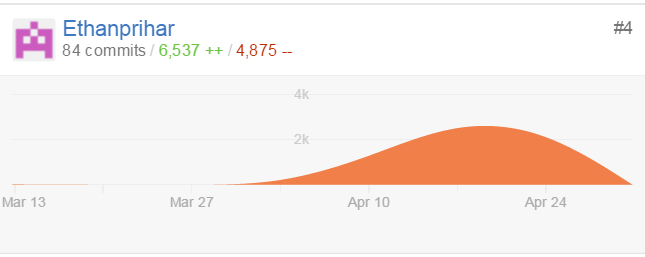 Ethanprihar #4
84 commits / 6,537 ++ / 4,875 --
4k
2k
Mar 13 Mar 27 Apr 10 Apr 24